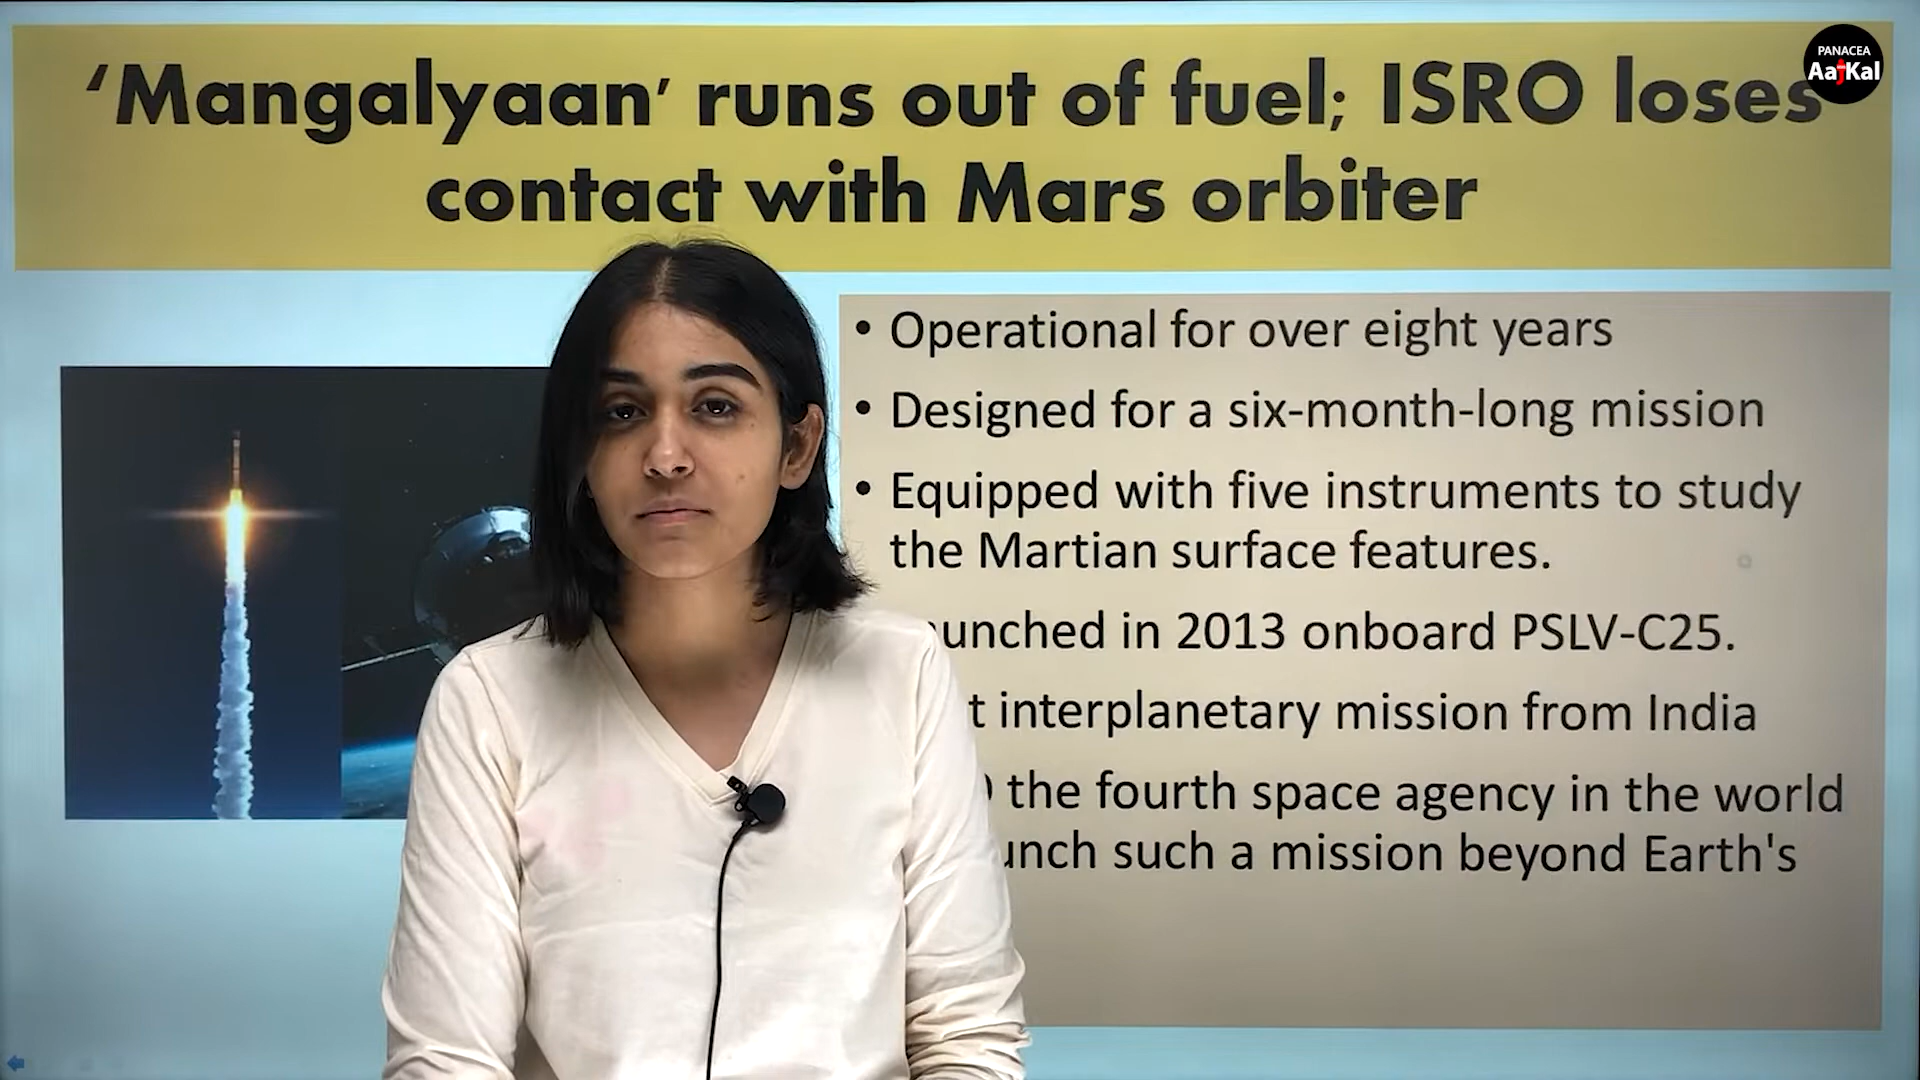 PANACEA
AajKal
‘Mangalyaan’ runs out of fuel; ISRO loses
contact with Mars orbiter
• Operational for over eight years
• Designed for a six-month-long mission
• Equipped with five instruments to study
the Martian surface features.
in 2013 onboard PSLV-C25.
interplanetary mission from India
the fourth space agency in the world
such a mission beyond Earth's